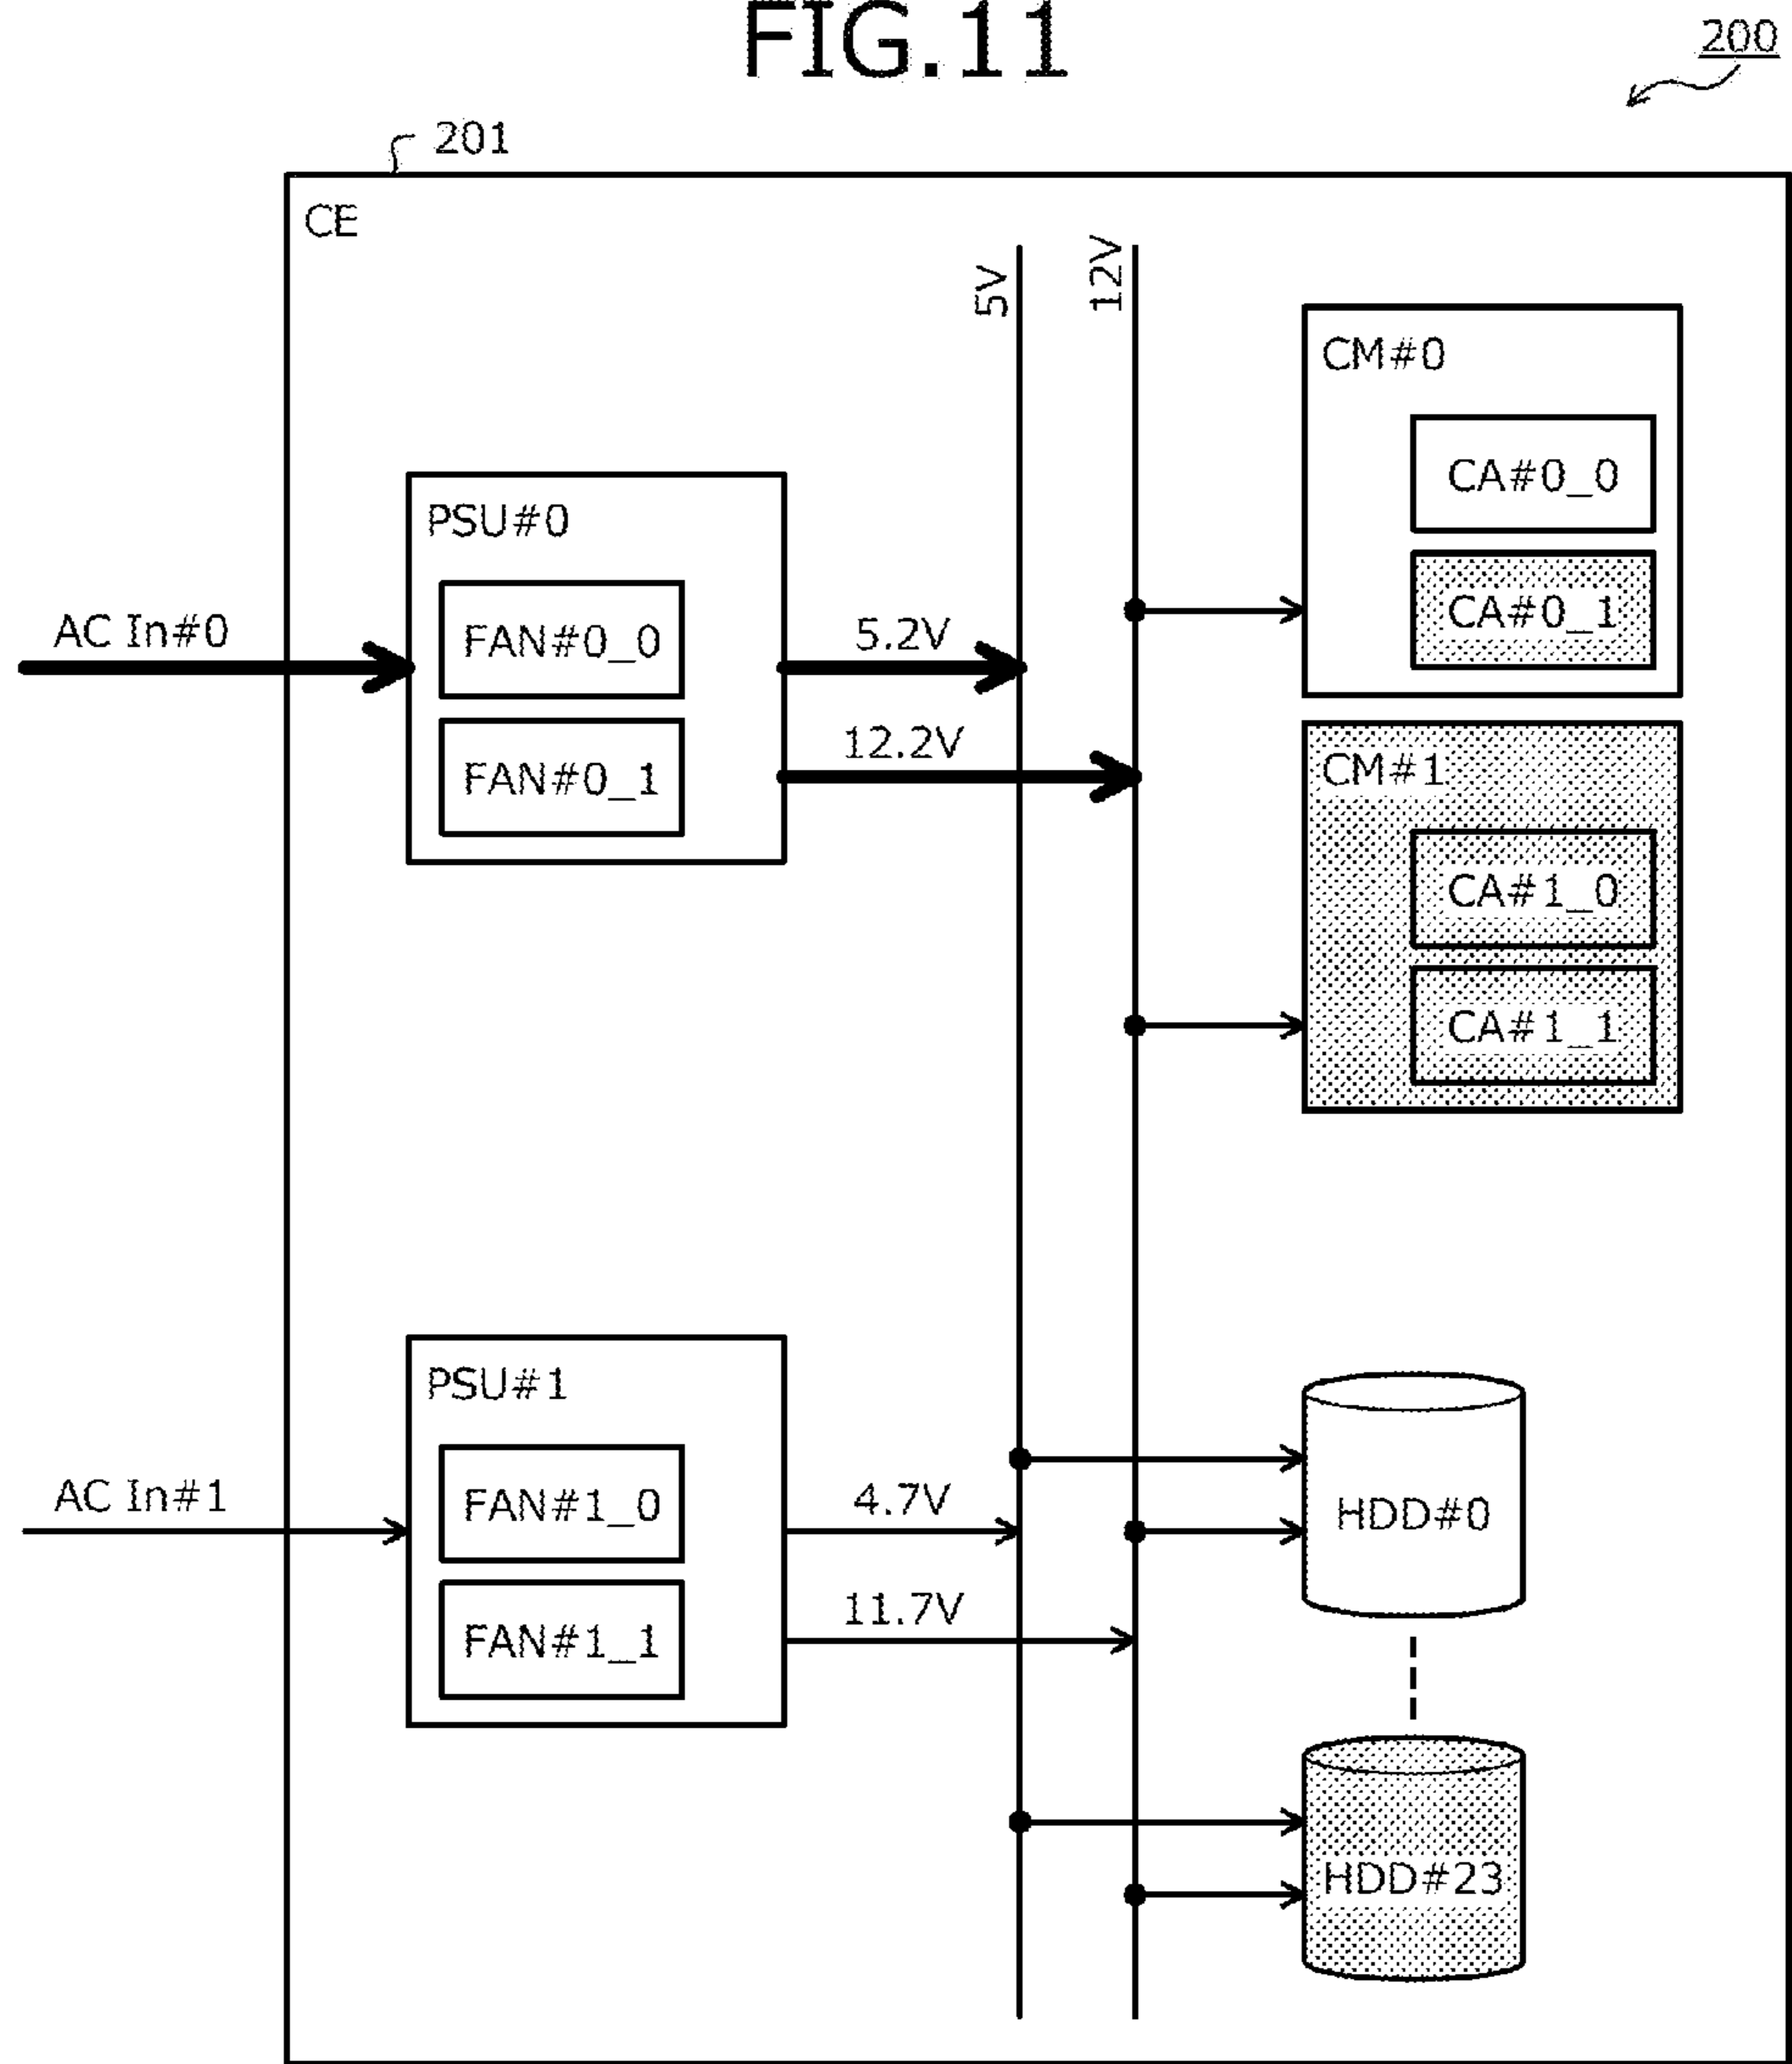 FIG.11
200
201
CE
5V
12V
CM#0
CA#0_0
CA#0_1
PSU#0
FAN#0_0
FAN#0_1
AC In#0
5.2V
12.2V
CM#1
CA#1_0
CA#1_1
PSU#1
FAN#1_0
FAN#1_1
AC In#1
4.7V
11.7V
HDD#0
HDD#23